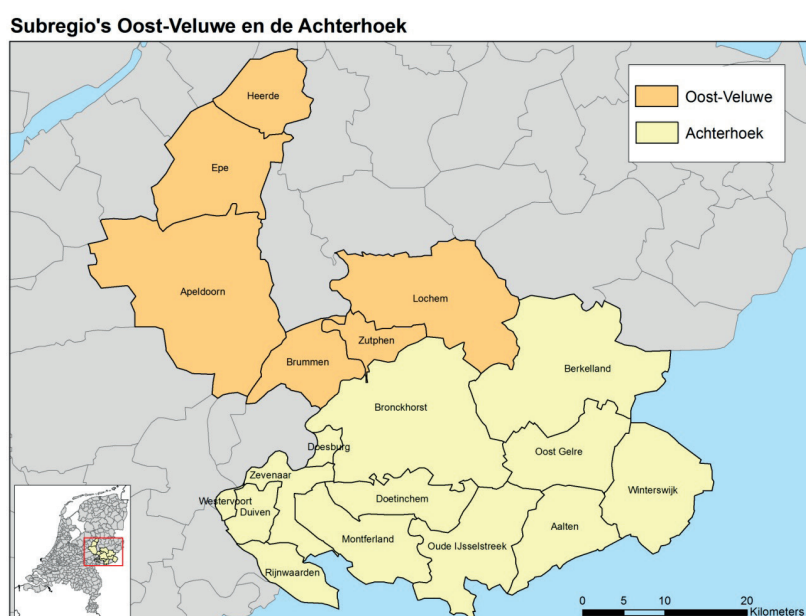 Subregio's Oost-Veluwe en de Achterhoek
Oost-Veluwe
Achterhoek
Heerde
Epe
Apeldoorn
Lochem
Zutphen
Brummen
Berkelland
Bronckhorst
Doesburg
Oost Gelre
Zevenaar
Winterswijk
Westervoort
Doetinchem
Duiven
Aalten
Montferland
Oude IJsselstreek
Rijnwaarden
0 5 10 20
Kilometers